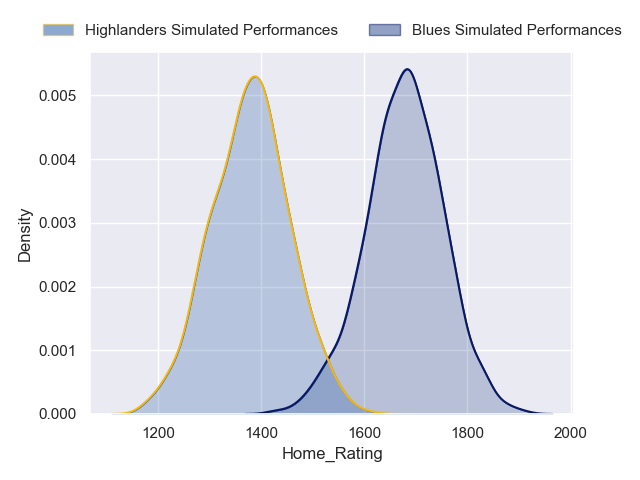 Highlanders Simulated Performances Blues Simulated Performances
0.005
0.004
0.003
0.002
0.001
0.000
Density
1200 1400 1600 1800 2000
Home_Rating